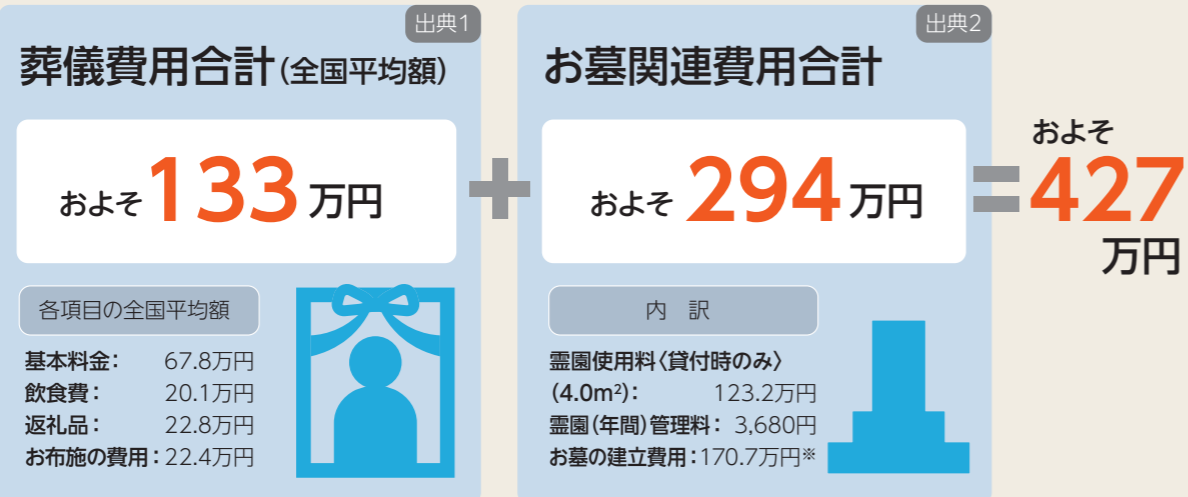 出典1
葬儀費用合計(全国平均額)
およそ133万円
各項目の全国平均額
基本料金: 67.8万円
飲食費: 20.1万円
返礼品: 22.8万円
お布施の費用:22.4万円
+
出典2
お墓関連費用合計
およそ294万円
内 訳
霊園使用料〈貸付時のみ〉
(4.0m²): 123.2万円
霊園(年間)管理料: 3,680円
お墓の建立費用:170.7万円※
=
およそ
427
万円